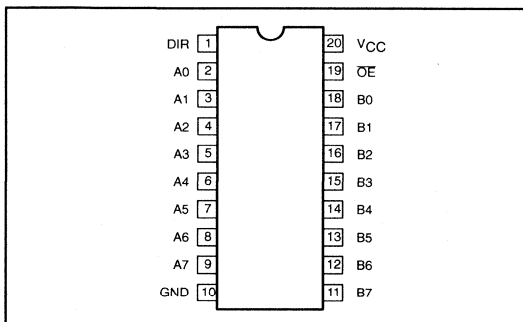 DIR 1 20 VCC
A0 2 19 OE
A1 3 18 B0
A2 4 17 B1
A3 5 16 B2
A4 6 15 B3
A5 7 14 B4
A6 8 13 B5
A7 9 12 B6
GND 10 11 B7